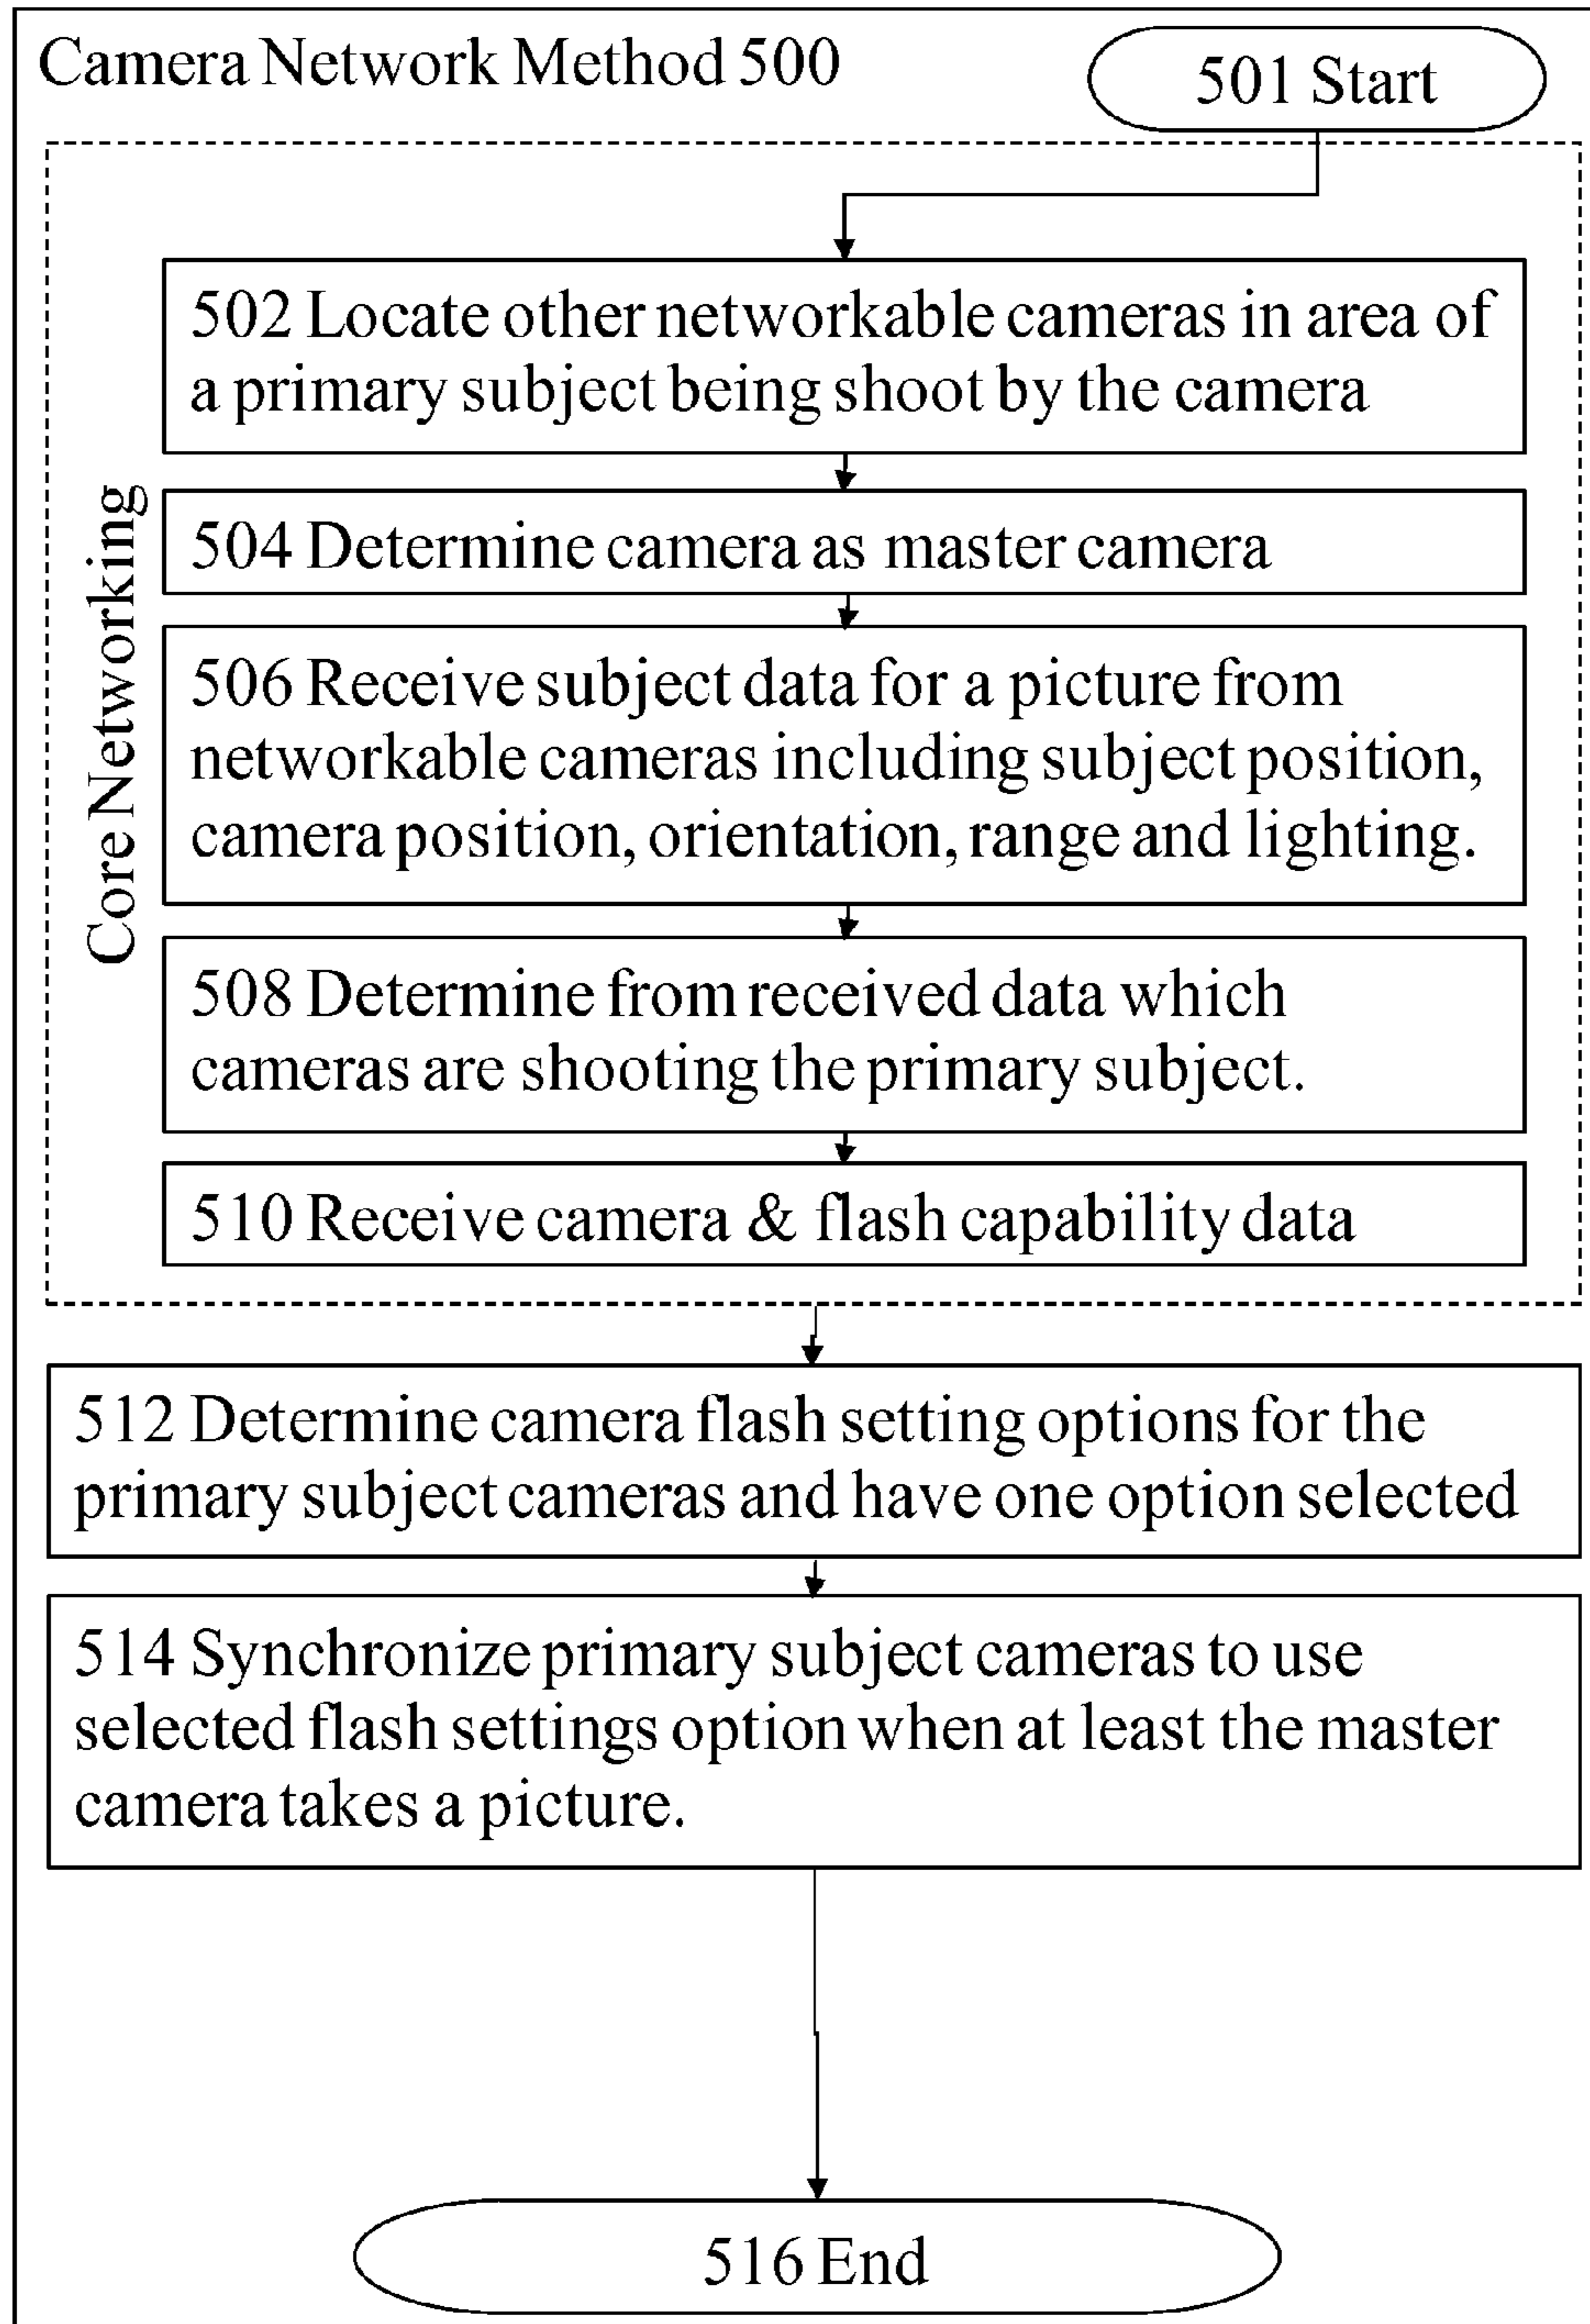 Camera Network Method 500
501 Start
502 Locate other networkable cameras in area of
a primary subject being shoot by the camera
504 Determine camera as master camera
506 Receive subject data for a picture from
networkable cameras including subject position,
camera position, orientation, range and lighting.
508 Determine from received data which
cameras are shooting the primary subject.
510 Receive camera & flash capability data
Core Networking
512 Determine camera flash setting options for the
primary subject cameras and have one option selected
514 Synchronize primary subject cameras to use
selected flash settings option when at least the master
camera takes a picture.
516 End